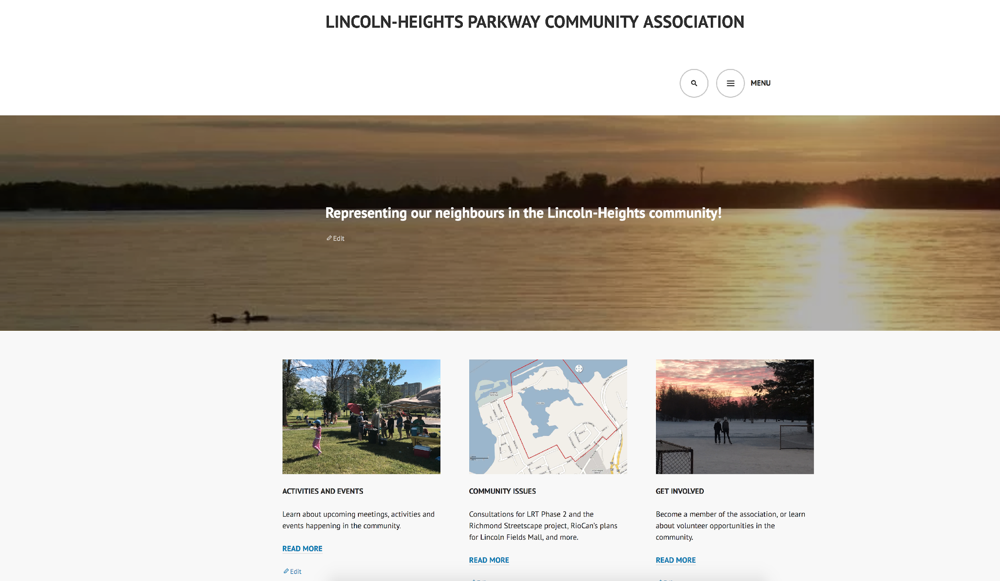 LINCOLN-HEIGHTS PARKWAY COMMUNITY ASSOCIATION
MENU
Representing our neighbours in the Lincoln-Heights community!
Edit
ACTIVITIES AND EVENTS
Learn about upcoming meetings, activities and
events happening in the community.
READ MORE
Edit
COMMUNITY ISSUES
Consultations for LRT Phase 2 and the
Richmond Streetscape project, RioCan’s plans
for Lincoln Fields Mall, and more.
READ MORE
GET INVOLVED
Become a member of the association, or learn
about volunteer opportunities in the
community.
READ MORE